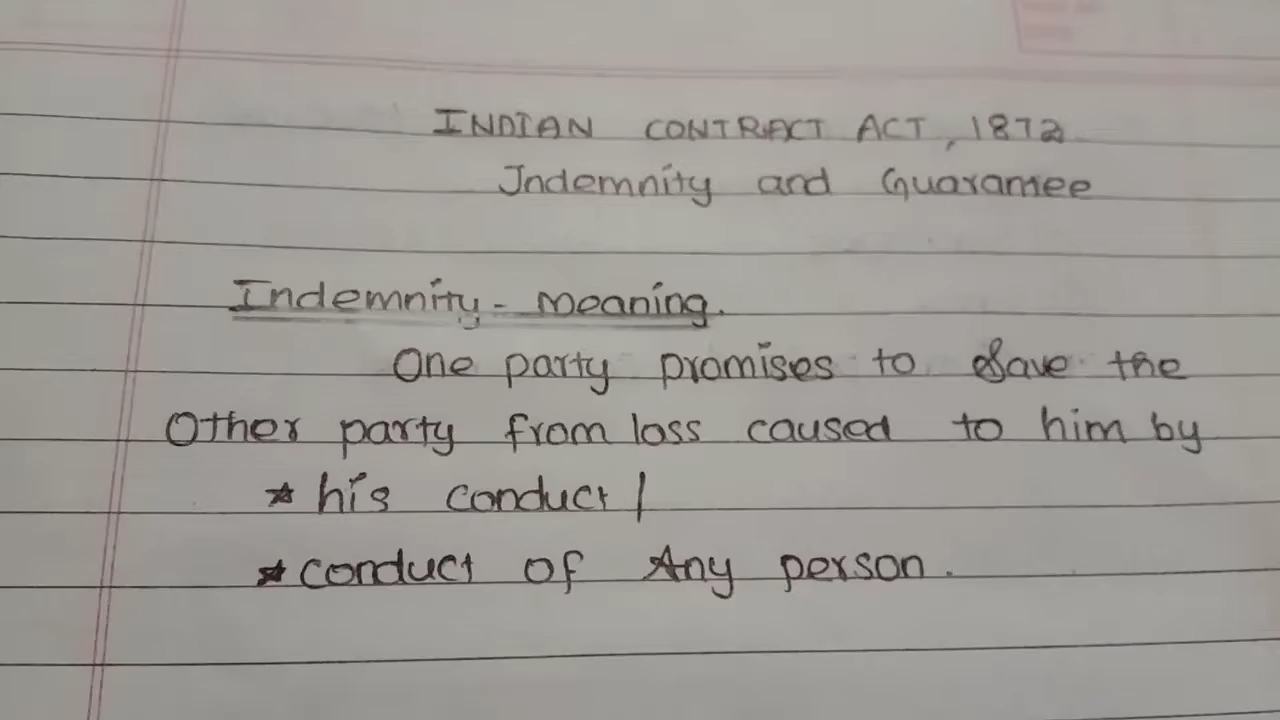 INDIAN CONTRACT ACT, 1872
Indemnity and Guarantee
Indemnity - Meaning.
One party promises to Save the
Other party from loss caused to him by
* his conduct /
* conduct of Any person.